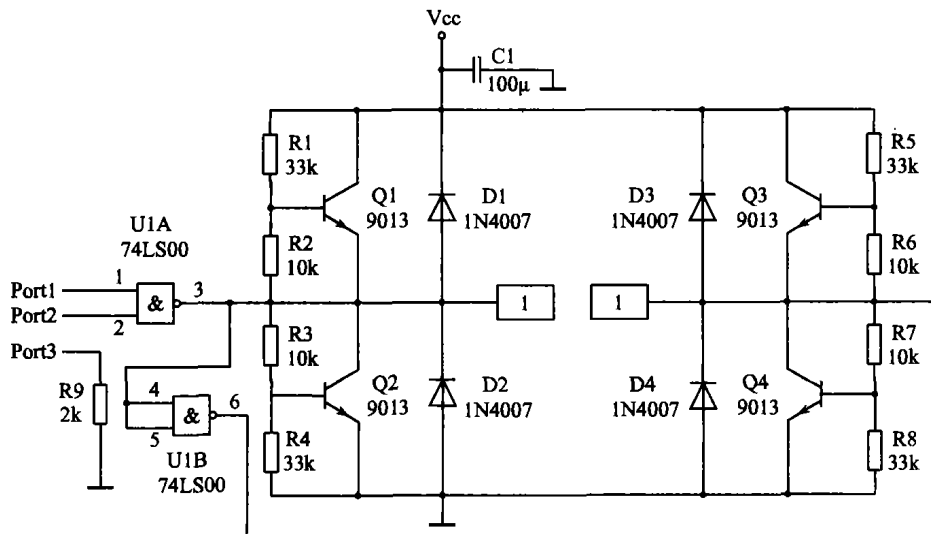 Vcc
C1
100μ
R1
33k
Q1
9013
D1
1N4007
D3
1N4007
Q3
9013
R5
33k
U1A
74LS00
R2
10k
R6
10k
Port1
1
&
3
1
1
Port2
2
Port3
R3
10k
R7
10k
R9
2k
4
&
6
5
Q2
9013
D2
1N4007
D4
1N4007
Q4
9013
R4
33k
R8
33k
U1B
74LS00